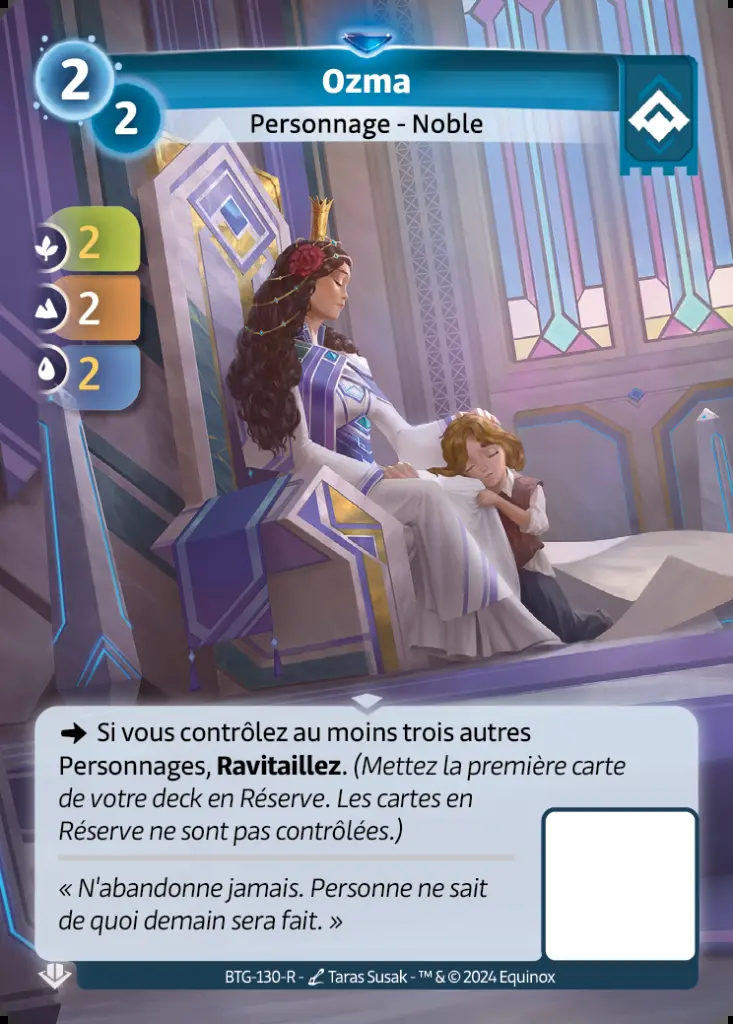 2
2
Ozma
Personnage - Noble
2
2
2
Si vous contrôlez au moins trois autres
Personnages, Ravitaillez. (Mettez la première carte
de votre deck en Réserve. Les cartes en
Réserve ne sont pas contrôlées.)
« N'abandonne jamais. Personne ne sait
de quoi demain sera fait. »
BTG-130-R - Taras Susak - ™ & © 2024 Equinox